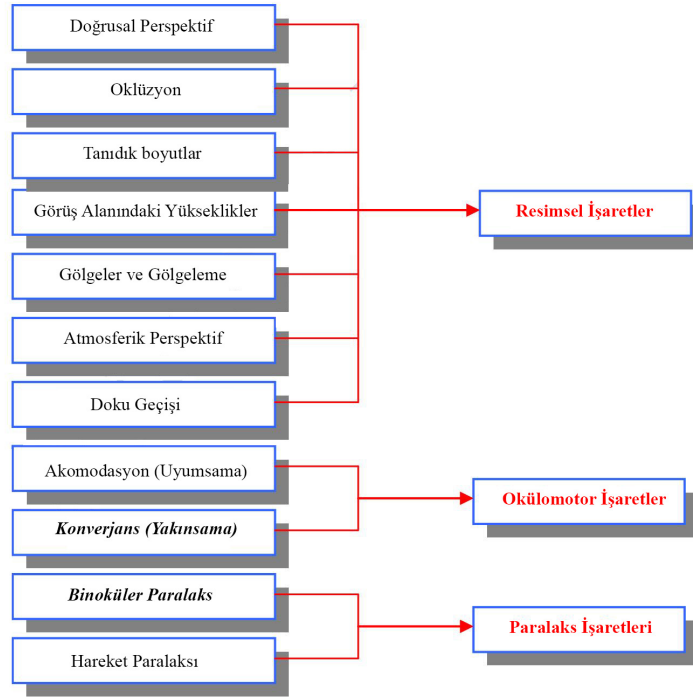 Doğrusal Perspektif
Oklüzyon
Tanıdık boyutlar
Görüş Alanındaki Yükseklikler
Gölgeler ve Gölgeleme
Atmosferik Perspektif
Doku Geçişi
Resimsel İşaretler
Akomodasyon (Uyumsama)
Konverjans (Yakınsama)
Okülomotor İşaretler
Binoküler Paralaks
Hareket Paralaksı
Paralaks İşaretleri